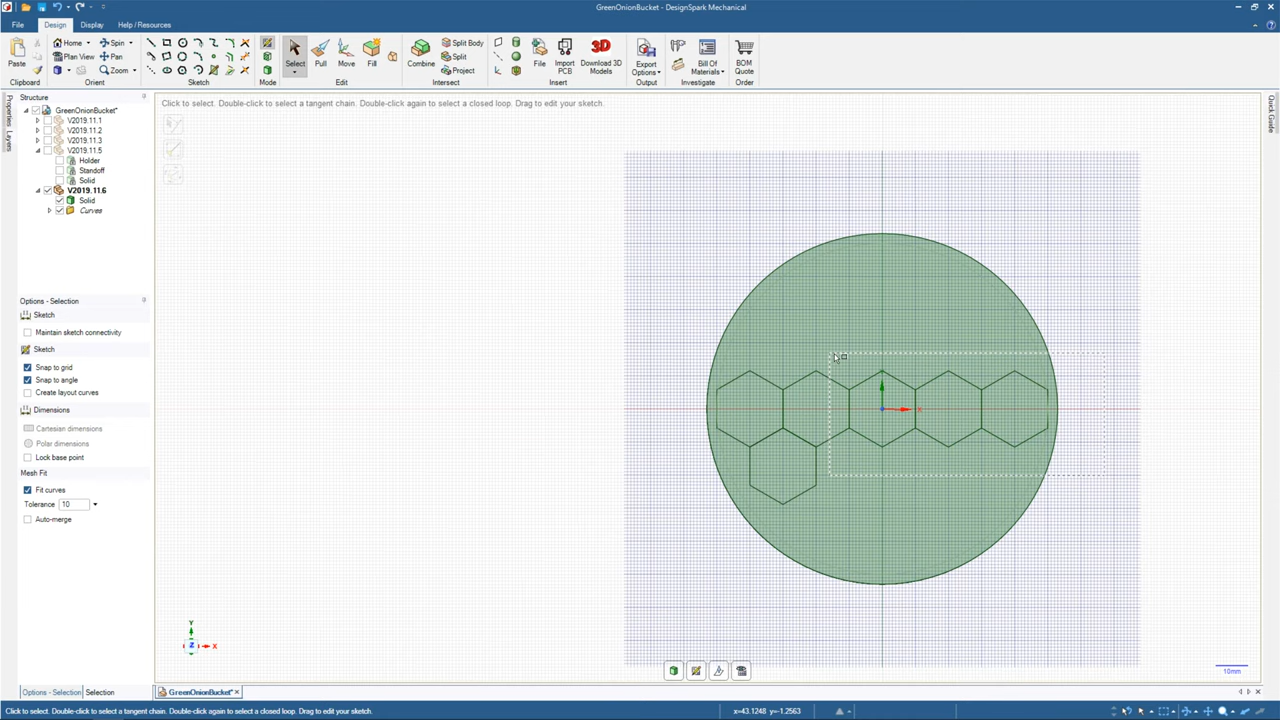 GreenOnionBucket - DesignSpark Mechanical
File Design Display Help / Resources
Home Spin
Plan View Pan
Zoom
Paste
Select Pull Move Fill
Combine
Split Body
Split
Project
File Import PCB Download 3D Models
Export Options
Bill Of Materials
BOM Quote
Clipboard Orient Sketch Mode Edit Intersect Insert Output Investigate Order
Structure
Click to select. Double-click to select a tangent chain. Double-click again to select a closed loop. Drag to edit your sketch.
Properties
Layers
Quick Guide
GreenOnionBucket*
V2019.11.1
V2019.11.2
V2019.11.3
V2019.11.5
Holder
Standoff
Solid
V2019.11.6
Solid
Curves
Options - Selection
Sketch
Maintain sketch connectivity
Sketch
Snap to grid
Snap to angle
Create layout curves
Dimensions
Cartesian dimensions
Polar dimensions
Lock base point
Mesh Fit
Fit curves
Tolerance 10
Auto-merge
X
Y
Z
X
10mm
Options - Selection Selection GreenOnionBucket*
Click to select. Double-click to select a tangent chain. Double-click again to select a closed loop. Drag to edit your sketch.
x=43.1248 y=-1.2563